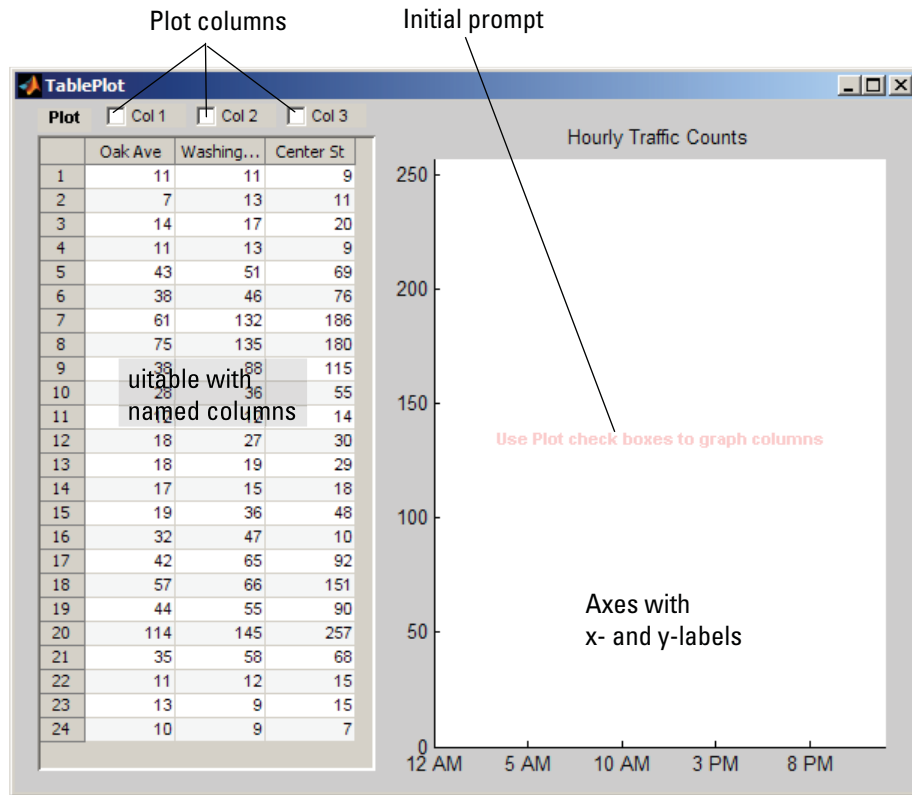 Plot columns
Initial prompt
TablePlot
Plot Col 1 Col 2 Col 3
Oak Ave Washing... Center St
1 11 11 9
2 7 13 11
3 14 17 20
4 11 13 9
5 43 51 69
6 38 46 76
7 61 132 186
8 75 135 180
9 38 88 115
10 28 36 55
11 12 12 14
12 18 27 30
13 18 19 29
14 17 15 18
15 19 36 48
16 32 47 10
17 42 65 92
18 57 66 151
19 44 55 90
20 114 145 257
21 35 58 68
22 11 12 15
23 13 9 15
24 10 9 7
uitable with
named columns
Hourly Traffic Counts
250
200
150
Use Plot check boxes to graph columns
100
Axes with
x- and y-labels
50
0
12 AM 5 AM 10 AM 3 PM 8 PM